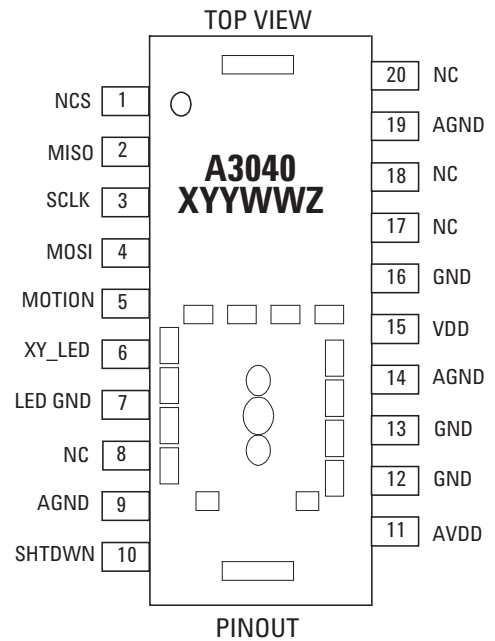 TOP VIEW
NCS 1
MISO 2
SCLK 3
MOSI 4
MOTION 5
XY_LED 6
LED GND 7
NC 8
AGND 9
SHTDWN 10
A3040
XYYWWZ
20 NC
19 AGND
18 NC
17 NC
16 GND
15 VDD
14 AGND
13 GND
12 GND
11 AVDD
PINOUT